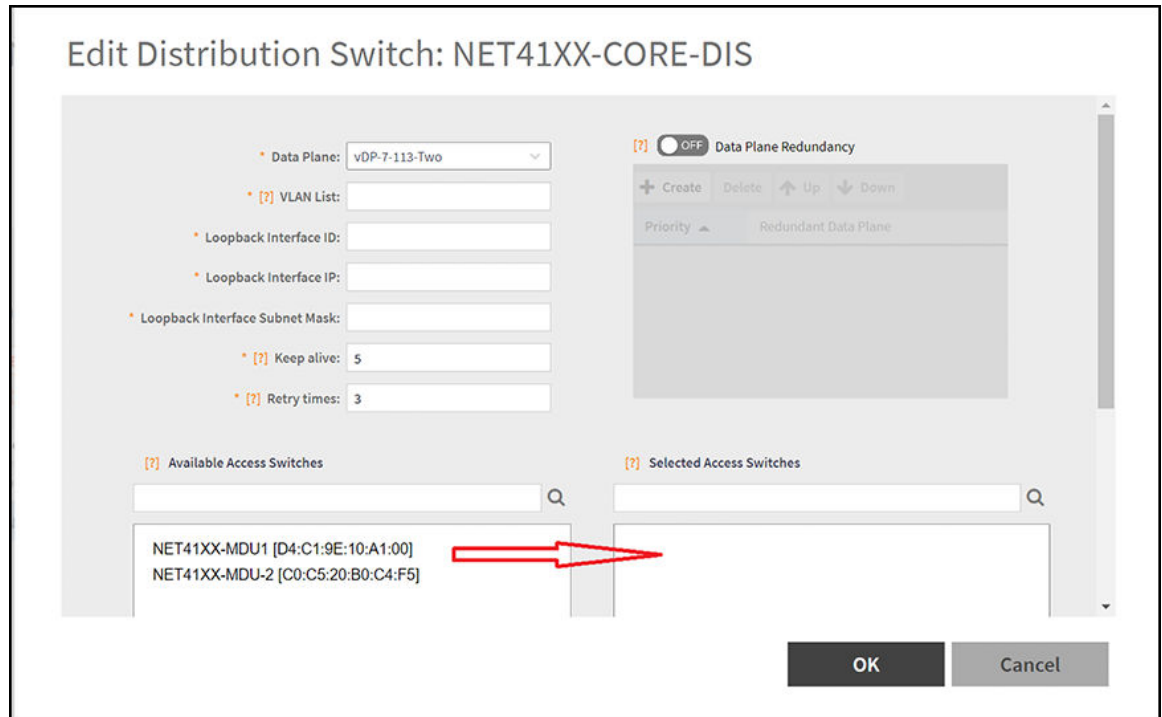 Edit Distribution Switch: NET41XX-CORE-DIS
* Data Plane: vDP-7-113-Two
* [?] VLAN List:
* Loopback Interface ID:
* Loopback Interface IP:
* Loopback Interface Subnet Mask:
* [?] Keep alive: 5
* [?] Retry times: 3
[?] OFF Data Plane Redundancy
Create Delete Up Down
Priority Redundant Data Plane
[?] Available Access Switches
NET41XX-MDU1 [D4:C1:9E:10:A1:00]
NET41XX-MDU-2 [C0:C5:20:B0:C4:F5]
[?] Selected Access Switches
OK Cancel